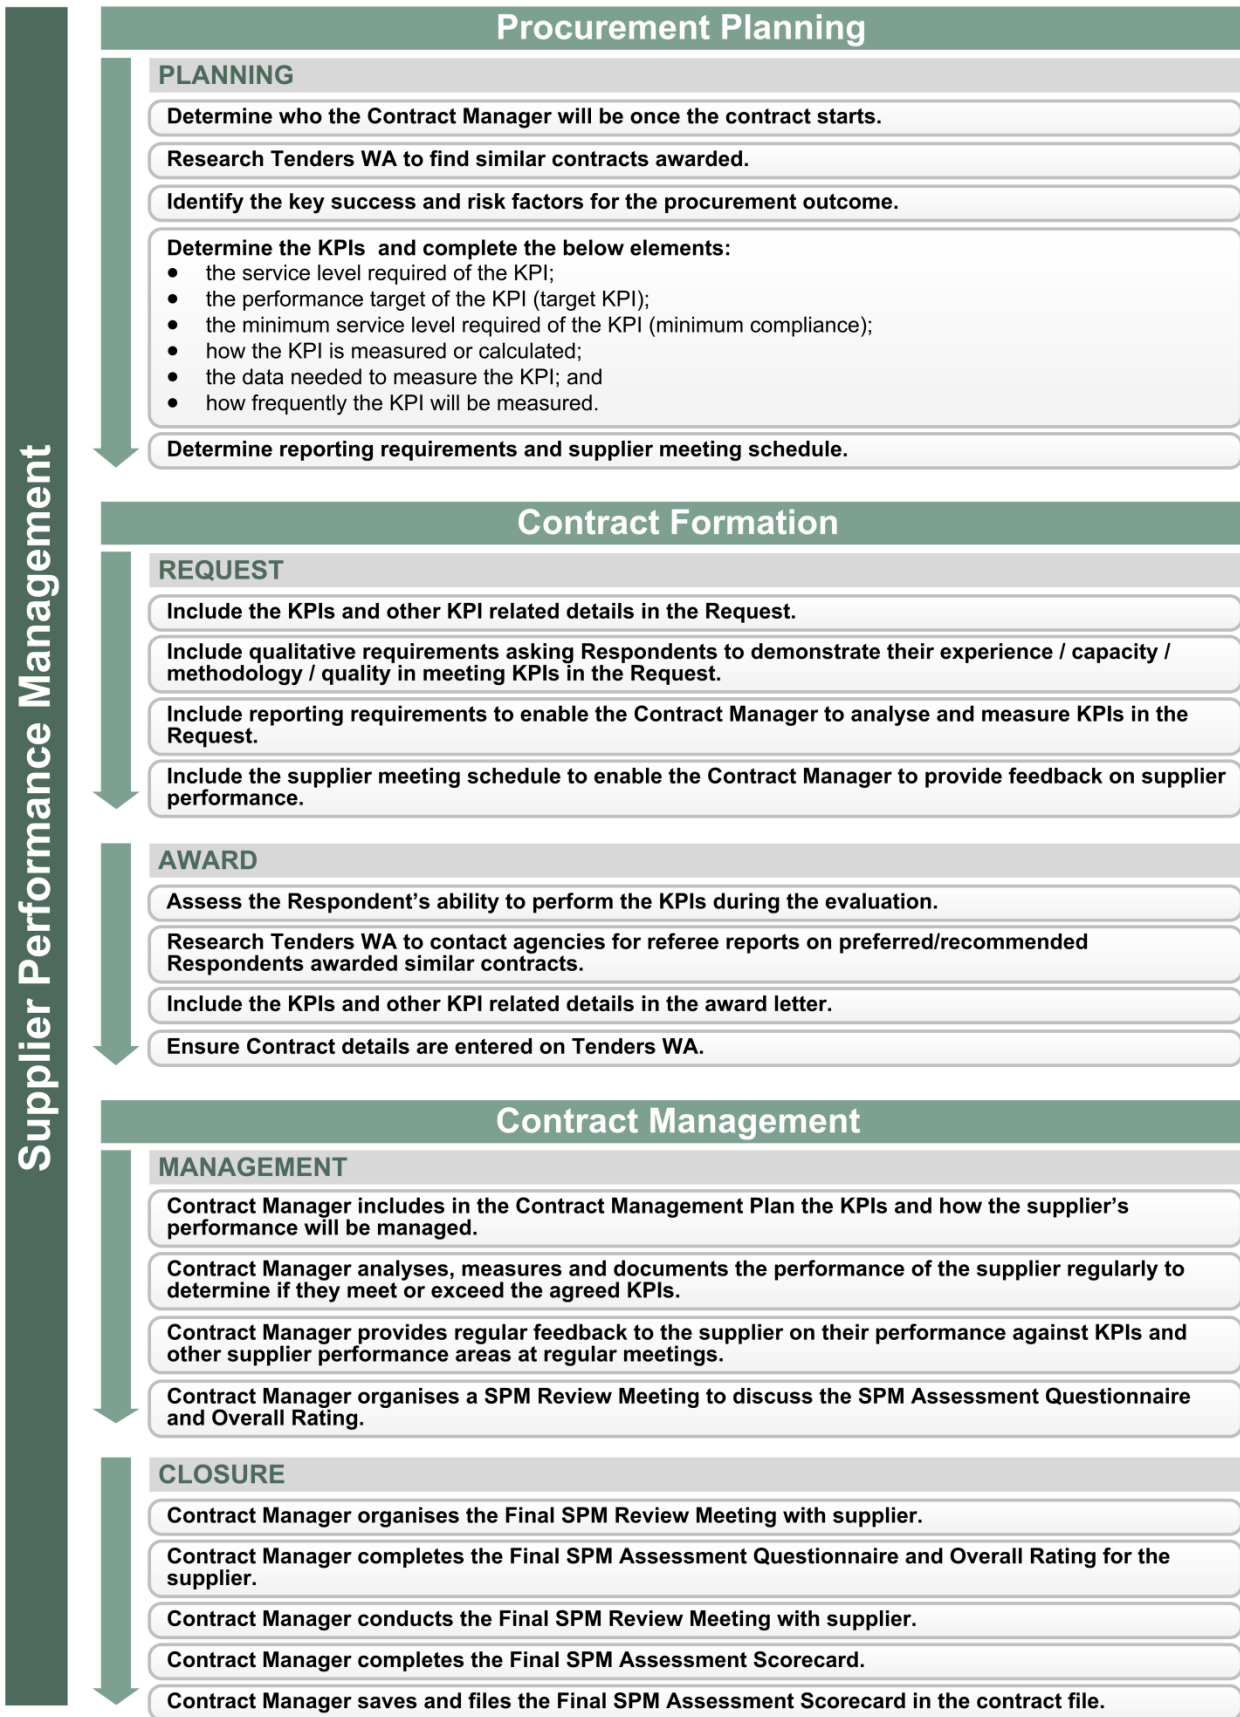 Supplier Performance Management
Procurement Planning
PLANNING
Determine who the Contract Manager will be once the contract starts.
Research Tenders WA to find similar contracts awarded.
Identify the key success and risk factors for the procurement outcome.
Determine the KPIs  and complete the below elements:
• the service level required of the KPI;
• the performance target of the KPI (target KPI);
• the minimum service level required of the KPI (minimum compliance);
• how the KPI is measured or calculated;
• the data needed to measure the KPI; and
• how frequently the KPI will be measured.
Determine reporting requirements and supplier meeting schedule.
Contract Formation
REQUEST
Include the KPIs and other KPI related details in the Request.
Include qualitative requirements asking Respondents to demonstrate their experience / capacity /
methodology / quality in meeting KPIs in the Request.
Include reporting requirements to enable the Contract Manager to analyse and measure KPIs in the
Request.
Include the supplier meeting schedule to enable the Contract Manager to provide feedback on supplier
performance.
AWARD
Assess the Respondent's ability to perform the KPIs during the evaluation.
Research Tenders WA to contact agencies for referee reports on preferred/recommended
Respondents awarded similar contracts.
Include the KPIs and other KPI related details in the award letter.
Ensure Contract details are entered on Tenders WA.
Contract Management
MANAGEMENT
Contract Manager includes in the Contract Management Plan the KPIs and how the supplier's
performance will be managed.
Contract Manager analyses, measures and documents the performance of the supplier regularly to
determine if they meet or exceed the agreed KPIs.
Contract Manager provides regular feedback to the supplier on their performance against KPIs and
other supplier performance areas at regular meetings.
Contract Manager organises a SPM Review Meeting to discuss the SPM Assessment Questionnaire
and Overall Rating.
CLOSURE
Contract Manager organises the Final SPM Review Meeting with supplier.
Contract Manager completes the Final SPM Assessment Questionnaire and Overall Rating for the
supplier.
Contract Manager conducts the Final SPM Review Meeting with supplier.
Contract Manager completes the Final SPM Assessment Scorecard.
Contract Manager saves and files the Final SPM Assessment Scorecard in the contract file.